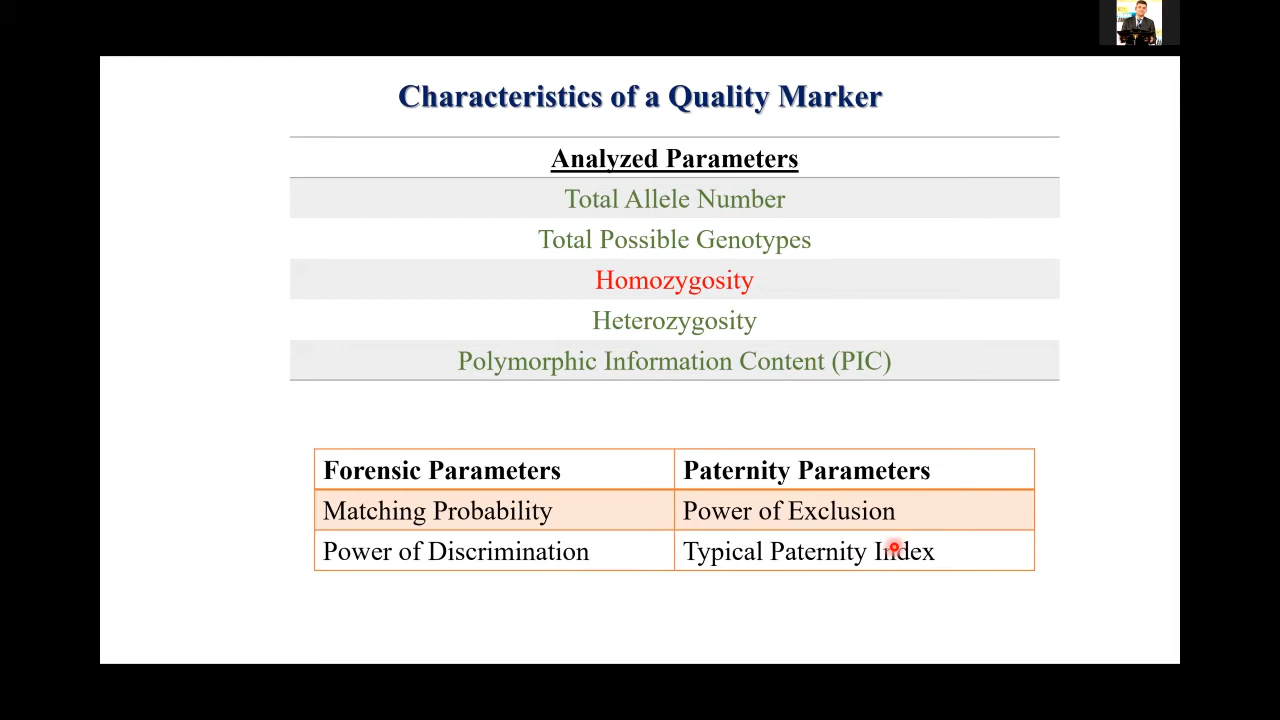 Characteristics of a Quality Marker
Analyzed Parameters
Total Allele Number
Total Possible Genotypes
Homozygosity
Heterozygosity
Polymorphic Information Content (PIC)
Forensic Parameters
Paternity Parameters
Matching Probability
Power of Exclusion
Power of Discrimination
Typical Paternity Index